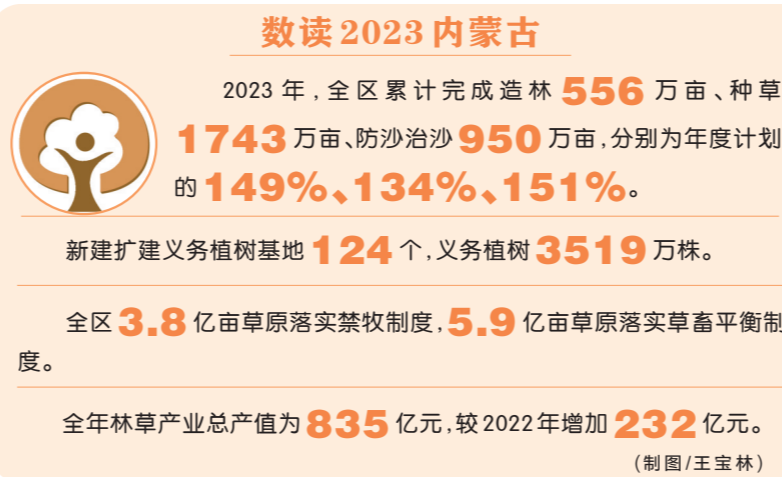 数读2023内蒙古
2023年,全区累计完成造林556万亩、种草
1743万亩、防沙治沙950万亩,分别为年度计划
的149%、134%、151%。
新建扩建义务植树基地124个,义务植树3519万株。
全区3.8亿亩草原落实禁牧制度,5.9亿亩草原落实草畜平衡制
度。
全年林草产业总产值为835亿元,较2022年增加232亿元。
(制图/王宝林)